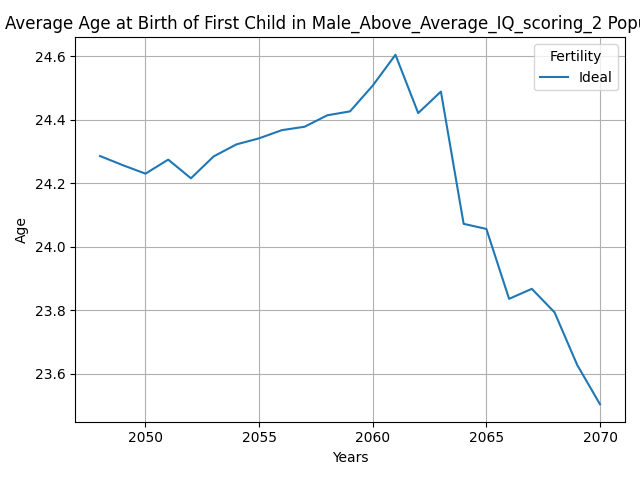 Average Age at Birth of First Child in Male_Above_Average_IQ_scoring_2 Popu
Fertility
Ideal
24.6
24.4
24.2
24.0
23.8
23.6
Age
2050 2055 2060 2065 2070
Years